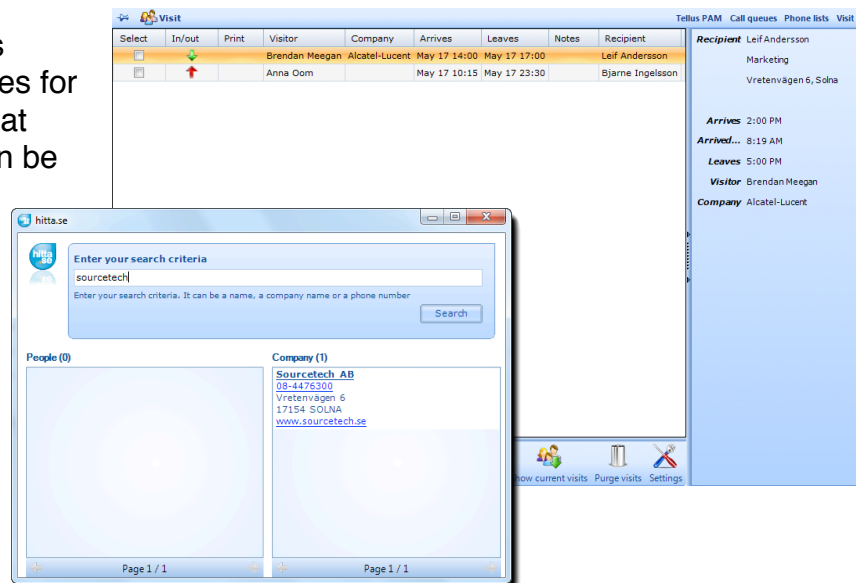 s
es for
at
n be
Visit
Tellus PAM Call queues Phone lists Visit
Select In/out Print Visitor Company Arrives Leaves Notes Recipient
Brendan Meegan Alcatel-Lucent May 17 14:00 May 17 17:00 Leif Andersson
Anna Oom May 17 10:15 May 17 23:30 Bjarne Ingelsson
Recipient Leif Andersson
Marketing
Vretenvägen 6, Solna
Arrives 2:00 PM
Arrived... 8:19 AM
Leaves 5:00 PM
Visitor Brendan Meegan
Company Alcatel-Lucent
how current visits Purge visits Settings
hitta.se
hitta
.se
Enter your search criteria
sourcetech
Enter your search criteria. It can be a name, a company name or a phone number
Search
People (0)
Company (1)
Sourcetech AB
08-4476300
Vretenvägen 6
17154 SOLNA
www.sourcetech.se
Page 1 / 1
Page 1 / 1